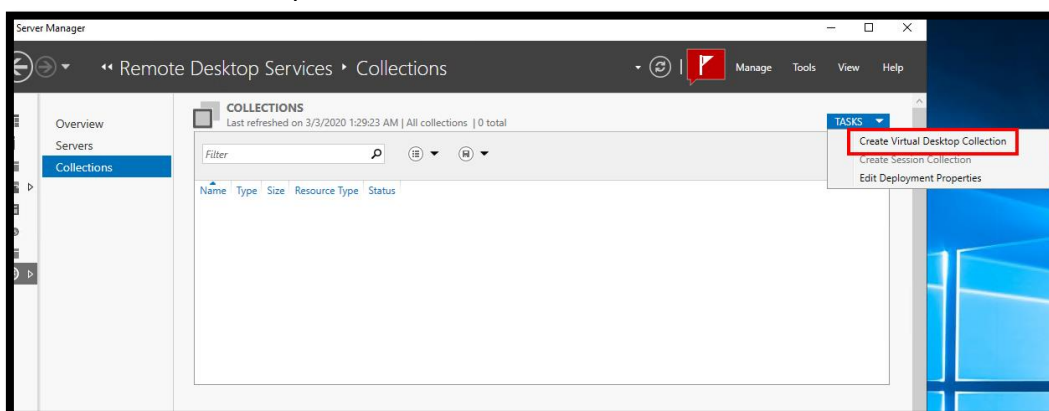 Server Manager
Remote Desktop Services • Collections
Manage Tools View Help
Overview
Servers
Collections
COLLECTIONS
Last refreshed on 3/3/2020 1:29:23 AM | All collections | 0 total
TASKS
Filter
Create Virtual Desktop Collection
Create Session Collection
Edit Deployment Properties
Name Type Size Resource Type Status